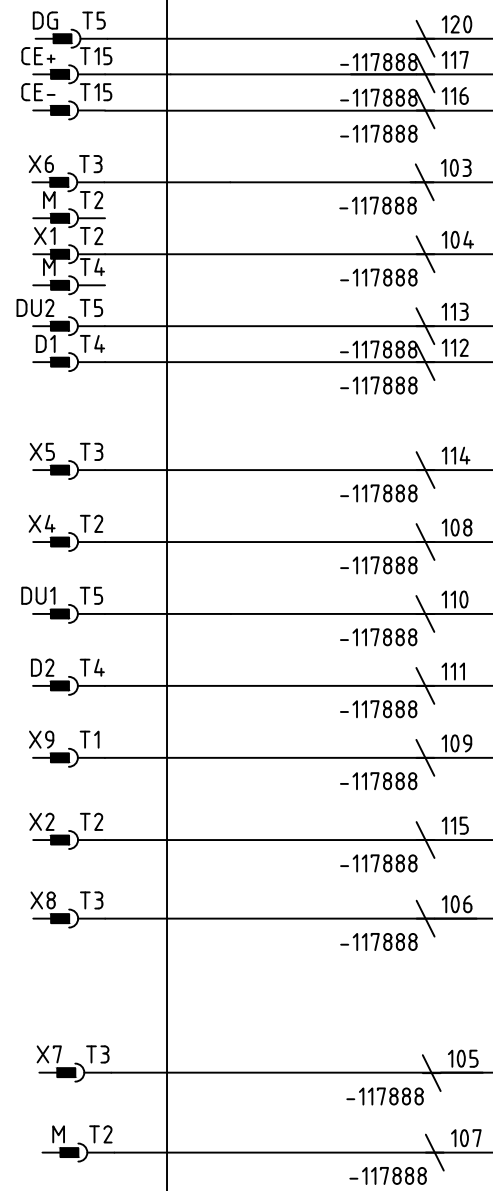 DG T5 120
CE+ T15 -117888 117
CE- T15 -117888 116
-117888
X6 T3 103
M T2 -117888
X1 T2 104
M T4 -117888
DU2 T5 113
D1 T4 -117888 112
-117888
X5 T3 114
-117888
X4 T2 108
-117888
DU1 T5 110
-117888
D2 T4 111
-117888
X9 T1 109
-117888
X2 T2 115
-117888
X8 T3 106
-117888
X7 T3 105
-117888
M T2 107
-117888